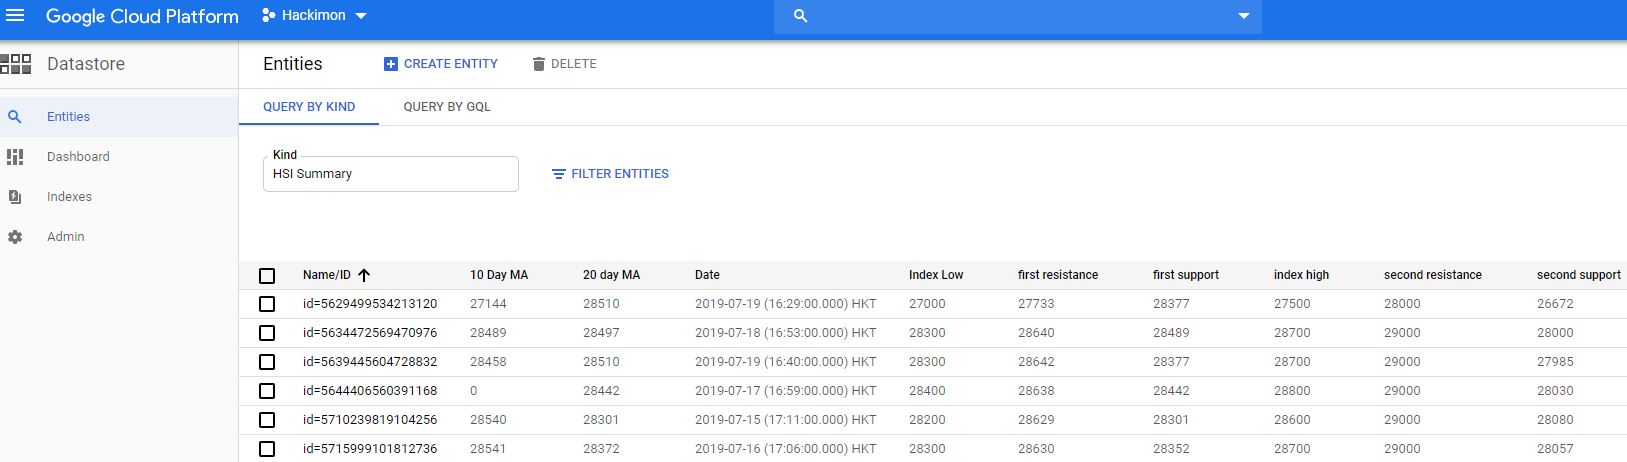 Google Cloud Platform Hackimon
Datastore Entities CREATE ENTITY DELETE
Entities QUERY BY KIND QUERY BY GQL
Dashboard Kind
HSI Summary FILTER ENTITIES
Indexes
Admin
Name/ID 10 Day MA 20 day MA Date Index Low first resistance first support index high second resistance second support
id=5629499534213120 27144 28510 2019-07-19 (16:29:00.000) HKT 27000 27733 28377 27500 28000 26672
id=5634472569470976 28489 28497 2019-07-18 (16:53:00.000) HKT 28300 28640 28489 28700 29000 28000
id=5639445604728832 28458 28510 2019-07-19 (16:40:00.000) HKT 28300 28642 28377 28700 29000 27985
id=5644406560391168 0 28442 2019-07-17 (16:59:00.000) HKT 28400 28638 28442 28800 29000 28030
id=5710239819104256 28540 28301 2019-07-15 (17:11:00.000) HKT 28200 28629 28301 28600 29000 28080
id=5715999101812736 28541 28372 2019-07-16 (17:06:00.000) HKT 28300 28630 28352 28700 29000 28057